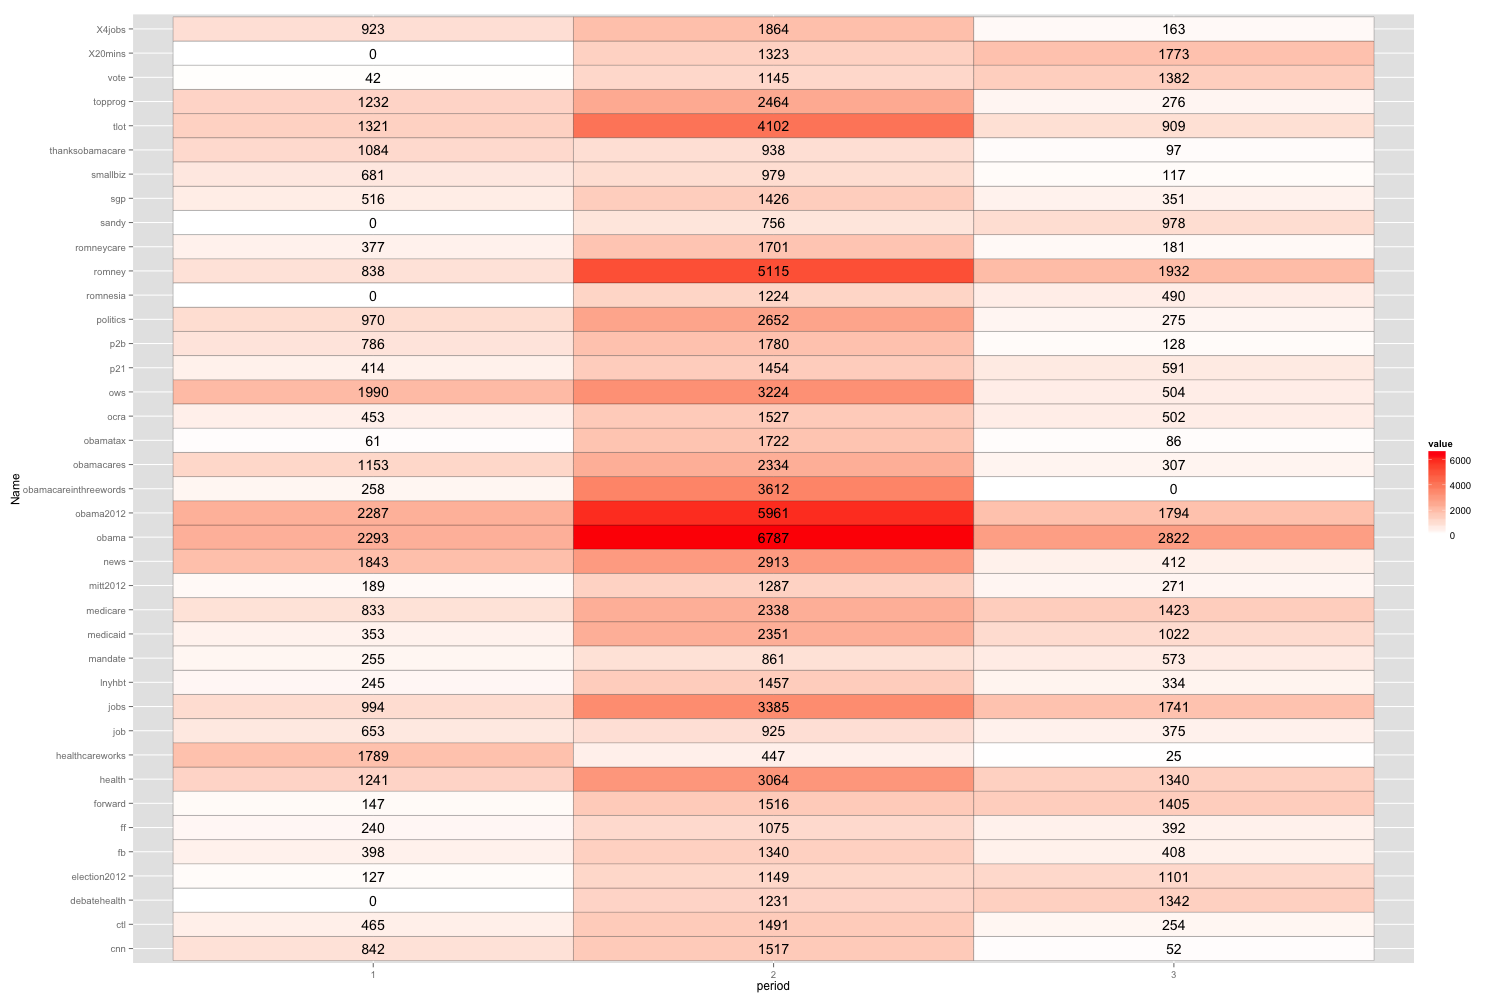 X4jobs 923 1864 163
X20mins 0 1323 1773
vote 42 1145 1382
topprog 1232 2464 276
tlot 1321 4102 909
thanksobamacare 1084 938 97
smallbiz 681 979 117
sgp 516 1426 351
sandy 0 756 978
romneycare 377 1701 181
romney 838 5115 1932
romnesia 0 1224 490
politics 970 2652 275
p2b 786 1780 128
p21 414 1454 591
ows 1990 3224 504
ocra 453 1527 502
obamatax 61 1722 86
obamacares 1153 2334 307
obamacareinthreewords 258 3612 0
obama2012 2287 5961 1794
obama 2293 6787 2822
news 1843 2913 412
mitt2012 189 1287 271
medicare 833 2338 1423
medicaid 353 2351 1022
mandate 255 861 573
lnyhbt 245 1457 334
jobs 994 3385 1741
job 653 925 375
healthcareworks 1789 447 25
health 1241 3064 1340
forward 147 1516 1405
ff 240 1075 392
fb 398 1340 408
election2012 127 1149 1101
debatehealth 0 1231 1342
ctl 465 1491 254
cnn 842 1517 52
1 2 3
period
Name
value
6000
4000
2000
0